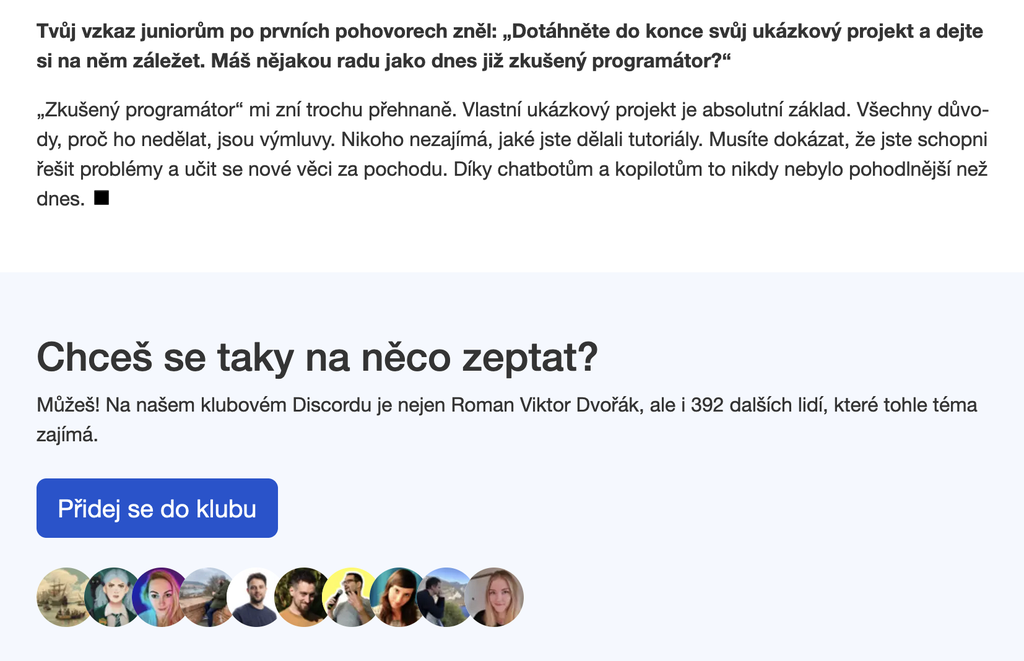 Tvůj vzkaz juniorům po prvních pohovorech zněl: „Dotáhněte do konce svůj ukázkový projekt a dejte
si na něm záležet. Máš nějakou radu jako dnes již zkušený programátor?“
„Zkušený programátor“ mi zní trochu přehnaně. Vlastní ukázkový projekt je absolutní základ. Všechny důvo-
dy, proč ho nedělat, jsou výmluvy. Nikoho nezajímá, jaké jste dělali tutoriály. Musíte dokázat, že jste schopni
řešit problémy a učit se nové věci za pochodu. Díky chatbotům a kopilotům to nikdy nebylo pohodlnější než
dnes.
Chceš se taky na něco zeptat?
Můžeš! Na našem klubovém Discordu je nejen Roman Viktor Dvořák, ale i 392 dalších lidí, které tohle téma
zajímá.
Přidej se do klubu